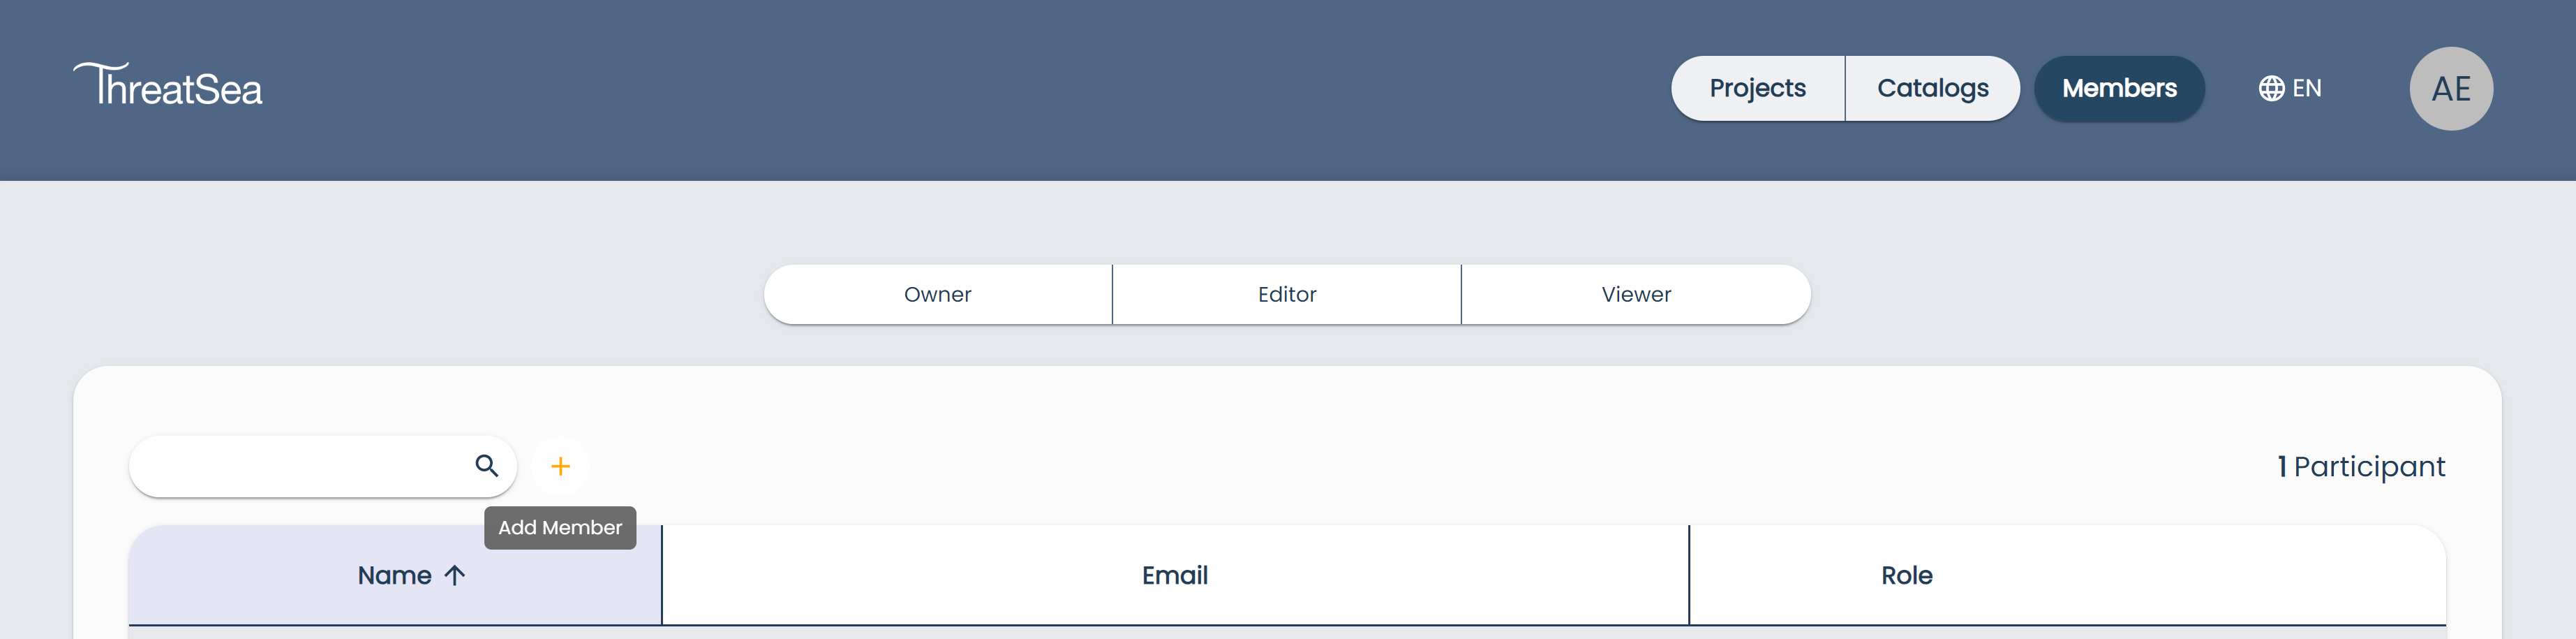 ThreatSea
Projects Catalogs Members EN AE
Owner Editor Viewer
1 Participant
Add Member
Name Email Role